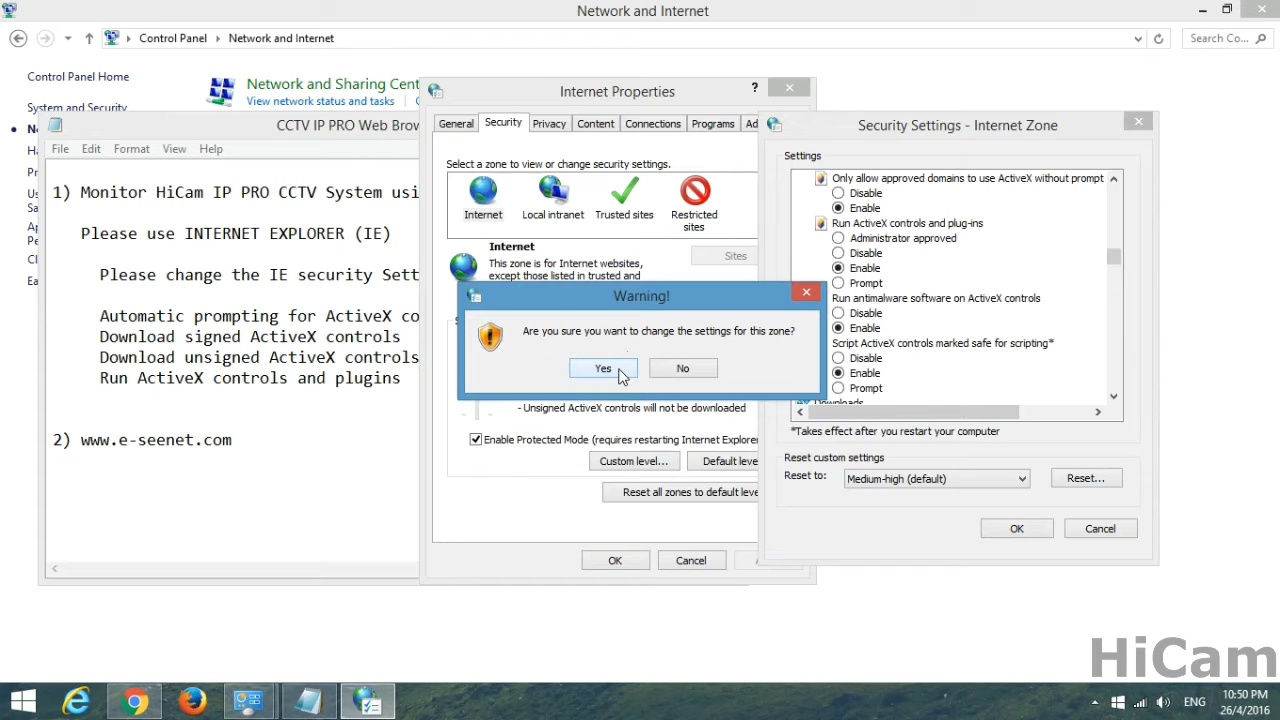 Network and Internet
Control Panel
Network and Internet
Search Co...
Control Panel Home
System and Security
Network and Sharing Cent
View network status and tasks
Internet Properties
?
General
Security
Privacy
Content
Connections
Programs
Ad
Select a zone to view or change security settings.
Internet
Local intranet
Trusted sites
Restricted sites
Internet
This zone is for Internet websites,
except those listed in trusted and
Sites
- Unsigned ActiveX controls will not be downloaded
Enable Protected Mode (requires restarting Internet Explorer
Custom level...
Default leve
Reset all zones to default leve
OK
Cancel
CCTV IP PRO Web Brow
File
Edit
Format
View
Help
1) Monitor HiCam IP PRO CCTV System usi
Please use INTERNET EXPLORER (IE)
Please change the IE security Sett
Automatic prompting for ActiveX co
Download signed ActiveX controls
Download unsigned ActiveX controls
Run ActiveX controls and plugins
2) www.e-seenet.com
Warning!
Are you sure you want to change the settings for this zone?
Yes
No
Security Settings - Internet Zone
Settings
Only allow approved domains to use ActiveX without prompt
Disable
Enable
Run ActiveX controls and plug-ins
Administrator approved
Disable
Enable
Prompt
Run antimalware software on ActiveX controls
Disable
Enable
Script ActiveX controls marked safe for scripting*
Disable
Enable
Prompt
Downloads
*Takes effect after you restart your computer
Reset custom settings
Reset to:
Medium-high (default)
Reset...
OK
Cancel
HiCam
ENG
10:50 PM
26/4/2016